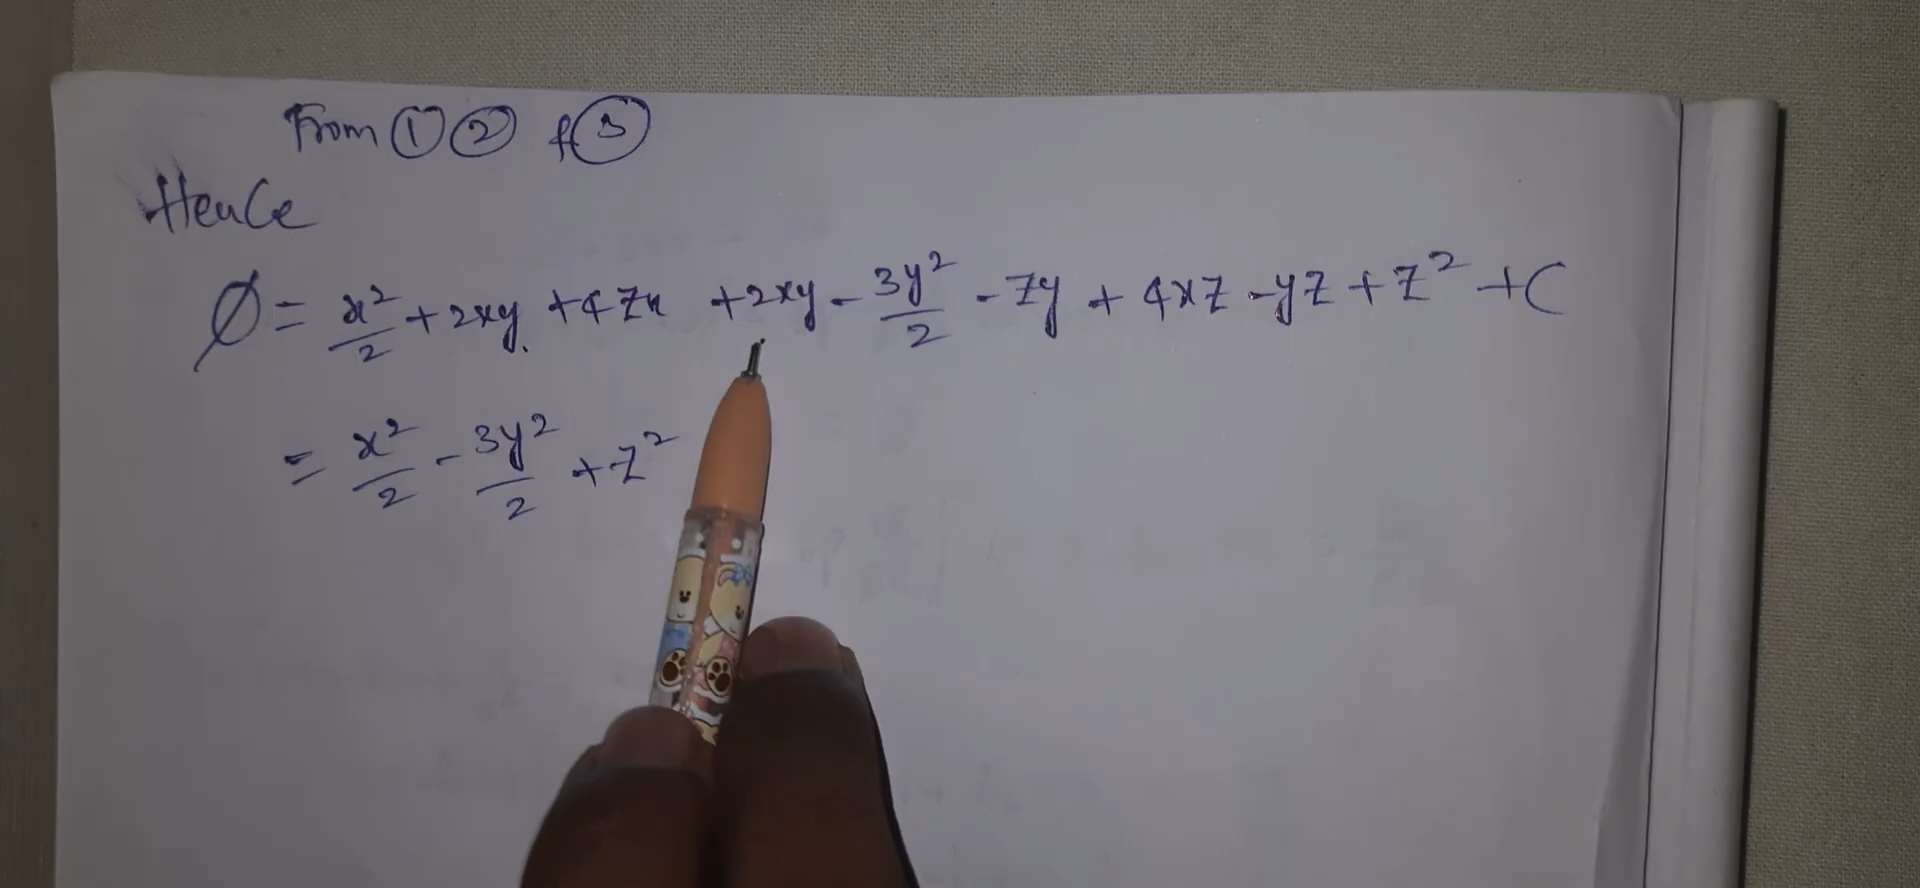 From ① ② & ③
Hence
∅ = x²/2 + 2xy + 4zx + 2xy - 3y²/2 - zy + 4xz - yz + z² + C
= x²/2 - 3y²/2 + z²